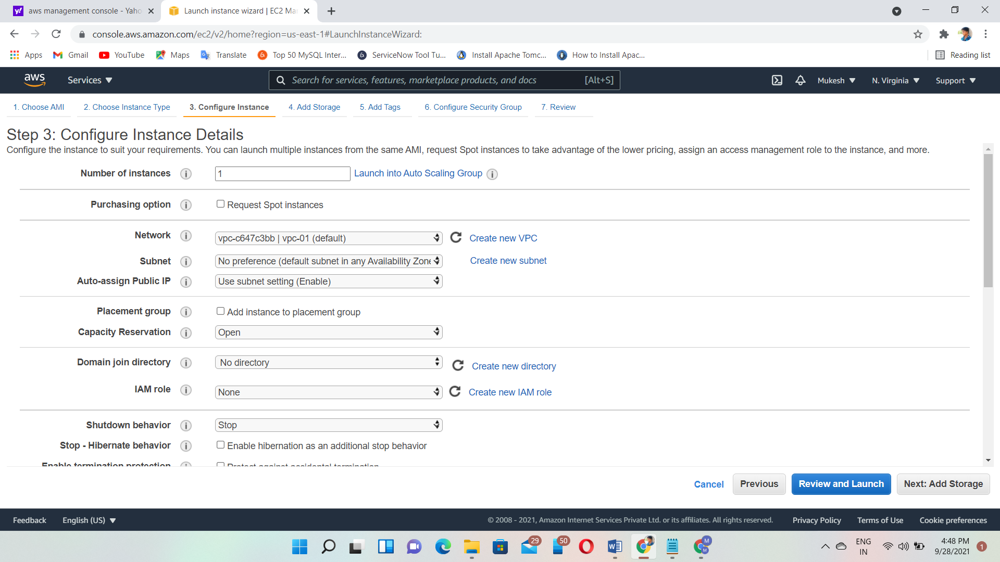 aws management console - Yaho
Launch instance wizard | EC2 Ma
console.aws.amazon.com/ec2/v2/home?region=us-east-1#LaunchInstanceWizard:
Apps
Gmail
YouTube
Maps
Translate
Top 50 MySQL Inter...
ServiceNow Tool Tu...
Install Apache Tomc...
How to Install Apac...
Reading list
aws
Services
Search for services, features, marketplace products, and docs
[Alt+S]
Mukesh
N. Virginia
Support
1. Choose AMI
2. Choose Instance Type
3. Configure Instance
4. Add Storage
5. Add Tags
6. Configure Security Group
7. Review
Step 3: Configure Instance Details
Configure the instance to suit your requirements. You can launch multiple instances from the same AMI, request Spot instances to take advantage of the lower pricing, assign an access management role to the instance, and more.
Number of instances
1
Launch into Auto Scaling Group
Purchasing option
Request Spot instances
Network
vpc-c647c3bb | vpc-01 (default)
Create new VPC
Subnet
No preference (default subnet in any Availability Zone
Create new subnet
Auto-assign Public IP
Use subnet setting (Enable)
Placement group
Add instance to placement group
Capacity Reservation
Open
Domain join directory
No directory
Create new directory
IAM role
None
Create new IAM role
Shutdown behavior
Stop
Stop - Hibernate behavior
Enable hibernation as an additional stop behavior
Enable termination protection
Protect against accidental termination
Cancel
Previous
Review and Launch
Next: Add Storage
Feedback
English (US)
© 2008 - 2021, Amazon Internet Services Private Ltd. or its affiliates. All rights reserved.
Privacy Policy
Terms of Use
Cookie preferences
29
50
M
M
ENG
IN
4:48 PM
9/28/2021
1